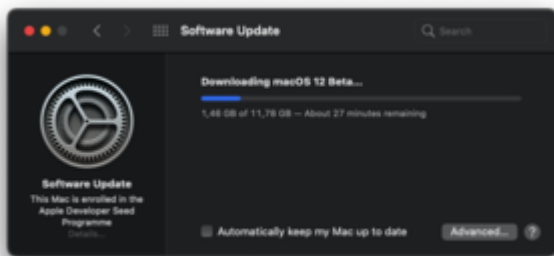 Software Update
Search
Downloading macOS 12 Beta...
1,46 GB of 11,78 GB — About 27 minutes remaining
Software Update
This Mac is enrolled in the
Apple Developer Seed
Programme
Details...
Automatically keep my Mac up to date
Advanced...
?